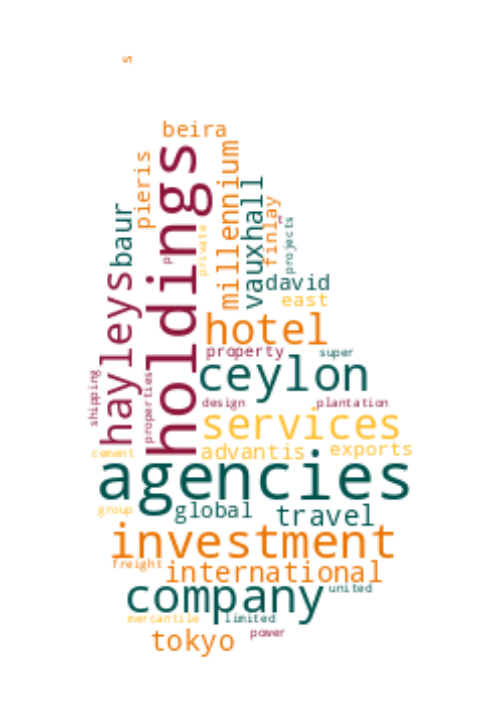 s
beira
pieris
holdings
millennium
vauxhall
baur
finlay
private
projects
hayleys
david
east
hotel
property
super
ceylon
shipping
properties
design
plantation
services
cement
advantis
exports
agencies
group
global
travel
investment
freight
international
company
united
mercantile
limited
power
tokyo